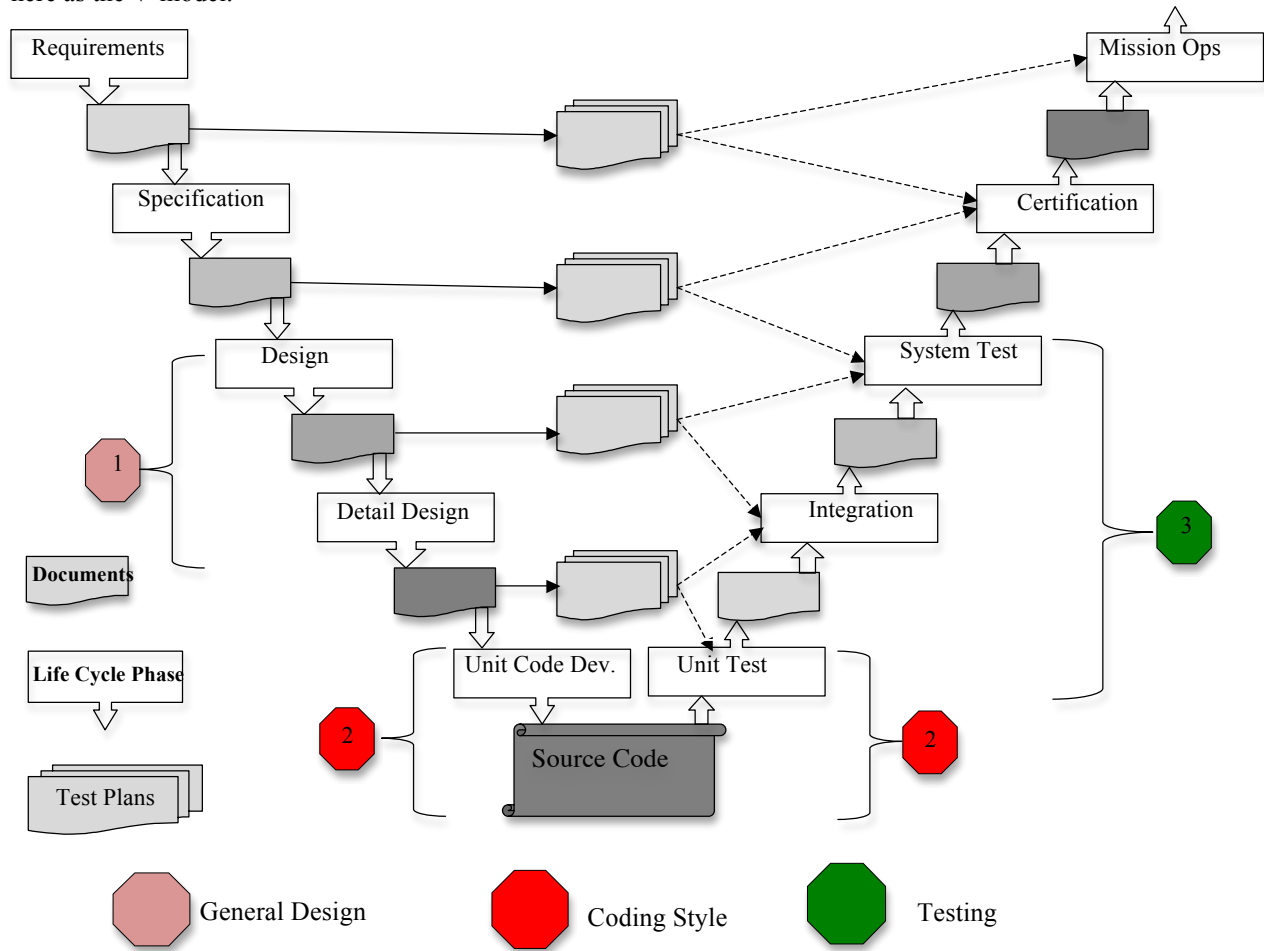 here as the V model.
Requirements
Mission Ops
Specification
Certification
Design
System Test
1
Detail Design
Integration
3
Documents
Unit Code Dev.
Unit Test
Life Cycle Phase
2
2
Source Code
Test Plans
General Design
Coding Style
Testing